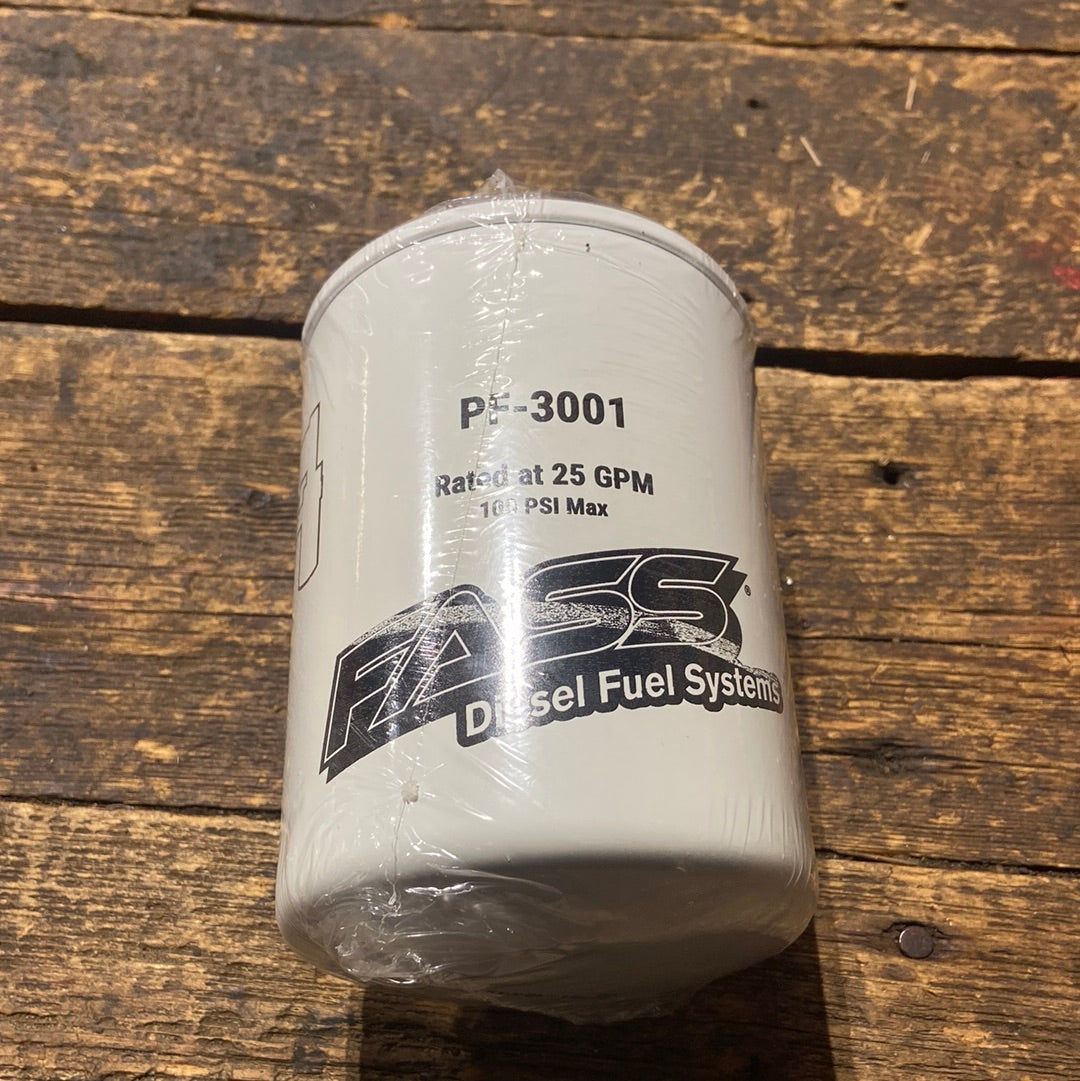 PF-3001
Rated at 25 GPM
100 PSI Max
FASS®
Diesel Fuel Systems